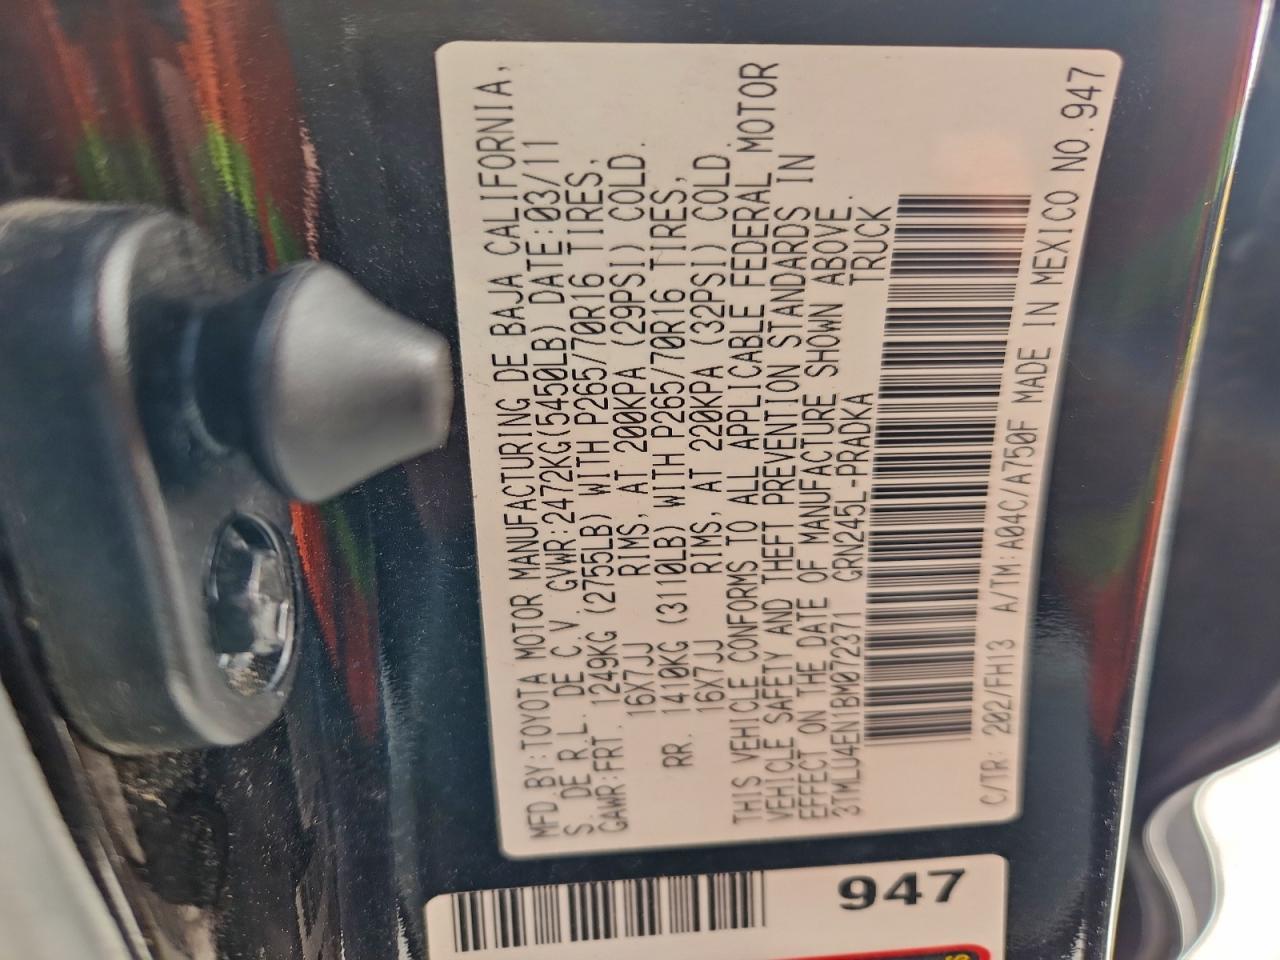 MFD BY:TOYOTA MOTOR MANUFACTURING DE BAJA CALIFORNIA,
S. DE R.L. DE C.V. GVWR:2472KG(5450LB) DATE:03/11
GAWR:FRT. 1249KG (2755LB) WITH P265/70R16 TIRES,
16X7JJ RIMS, AT 200KPA (29PSI) COLD.
RR. 1410KG (3110LB) WITH P265/70R16 TIRES,
16X7JJ RIMS, AT 220KPA (32PSI) COLD.
THIS VEHICLE CONFORMS TO ALL APPLICABLE FEDERAL MOTOR
VEHICLE SAFETY AND THEFT PREVENTION STANDARDS IN
EFFECT ON THE DATE OF MANUFACTURE SHOWN ABOVE.
3TMLU4EN1BM072371 GRN245L-PRADKA TRUCK
C/TR: 202/FH13 A/TM:A04C/A750F MADE IN MEXICO NO.947
947